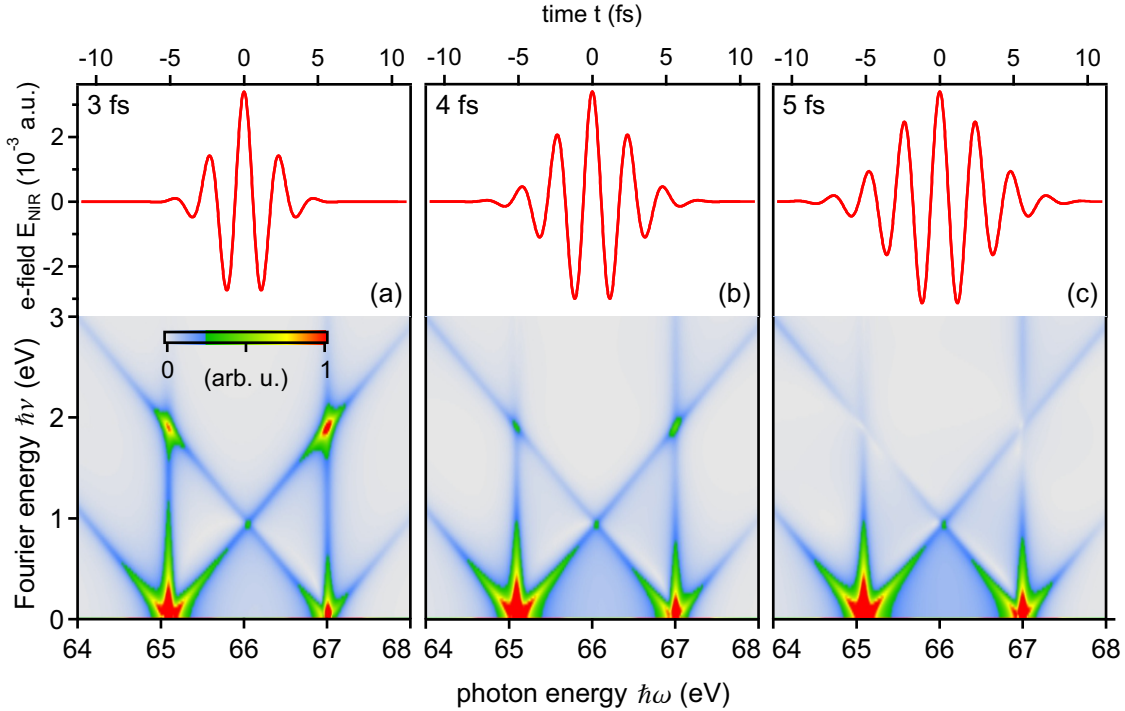 time t (fs)
-10 -5 0 5 10 -5 0 5 10 -10 -5 0 5 10
e-field E_NIR (10⁻³ a.u.)
2
0
-2
3 fs
4 fs
5 fs
(a)
(b)
(c)
Fourier energy ℏν (eV)
3
2
1
0
0 1
(arb. u.)
64 65 66 67 68
64 65 66 67
64 65 66 67 68
photon energy ℏω (eV)